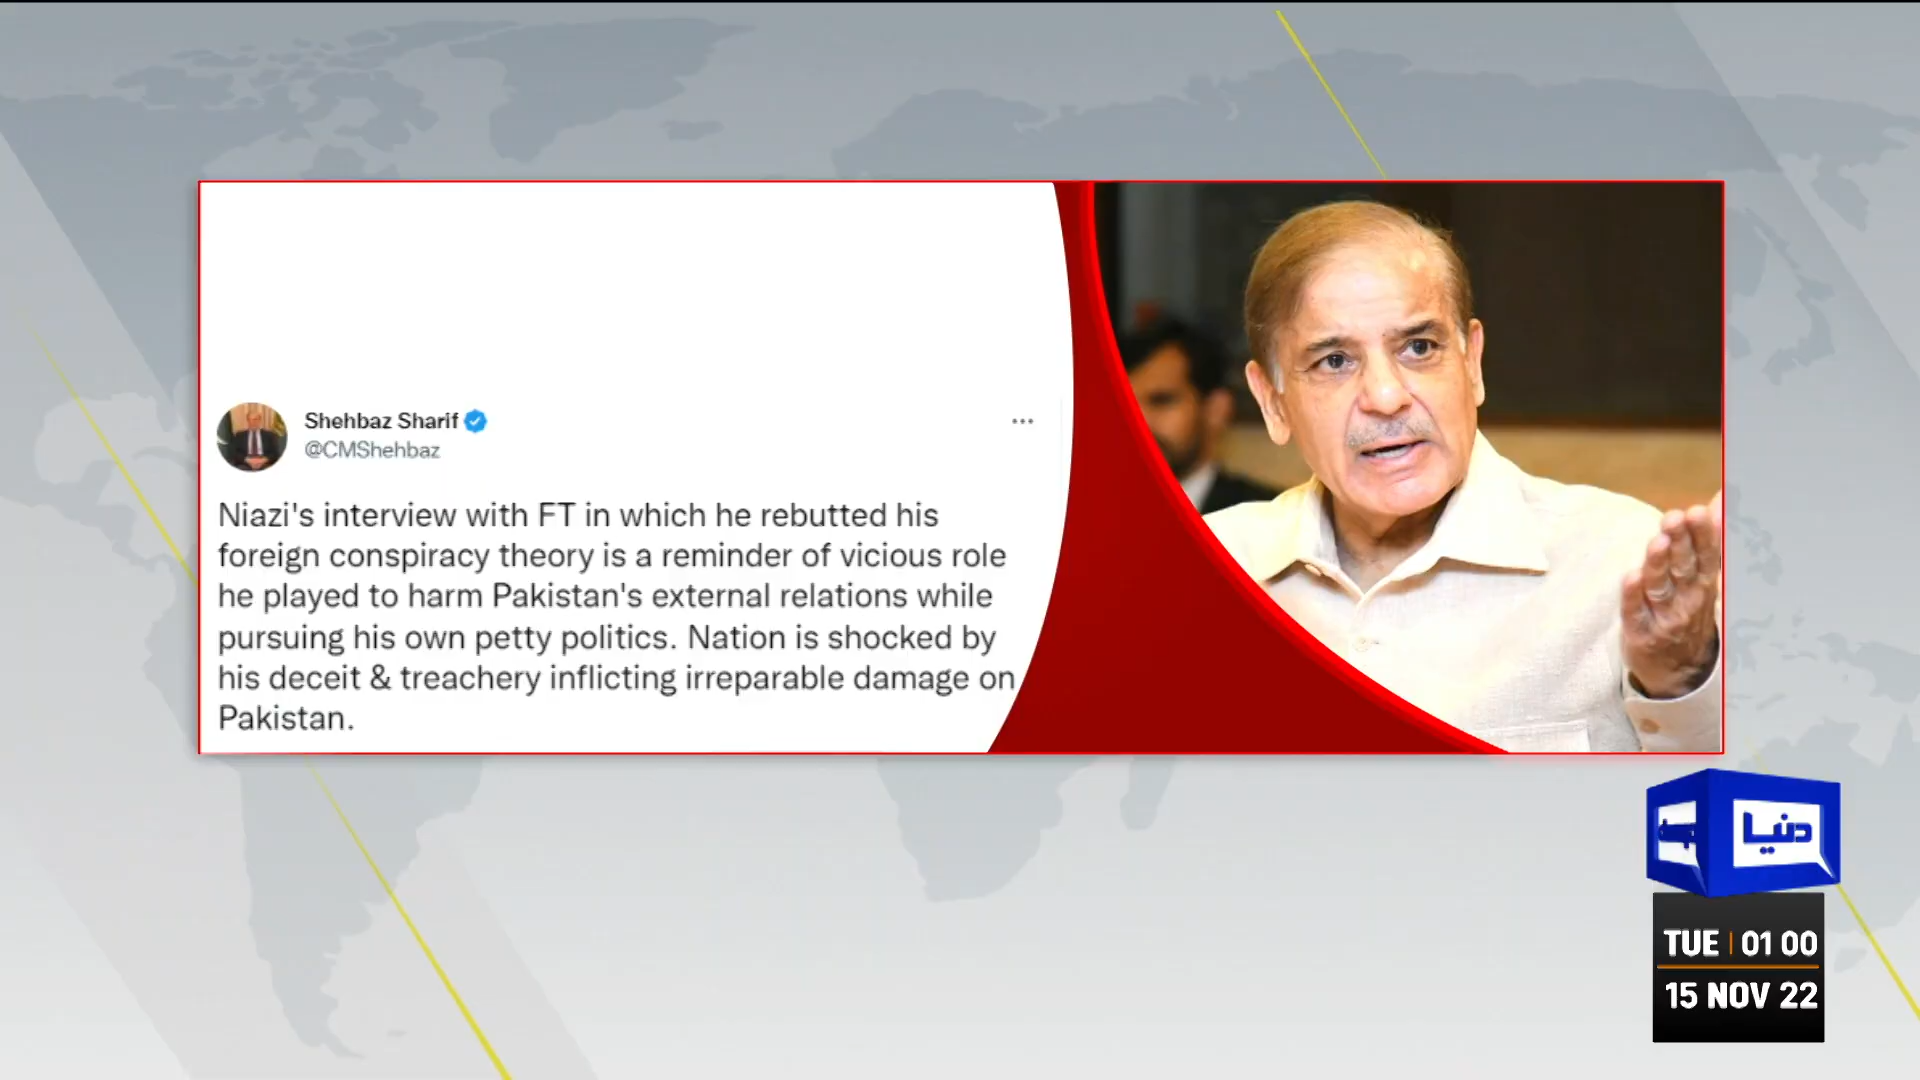 Shehbaz Sharif
@CMShehbaz
Niazi's interview with FT in which he rebutted his
foreign conspiracy theory is a reminder of vicious role
he played to harm Pakistan's external relations while
pursuing his own petty politics. Nation is shocked by
his deceit & treachery inflicting irreparable damage on
Pakistan.
دنیا
TUE | 01 00
15 NOV 22